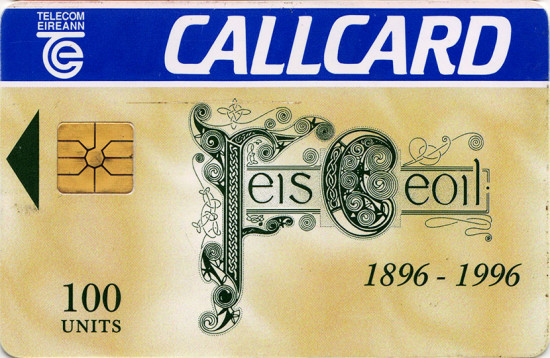 TELECOM
EIREANN
CALLCARD
Feis Ceoil
1896 - 1996
100
UNITS